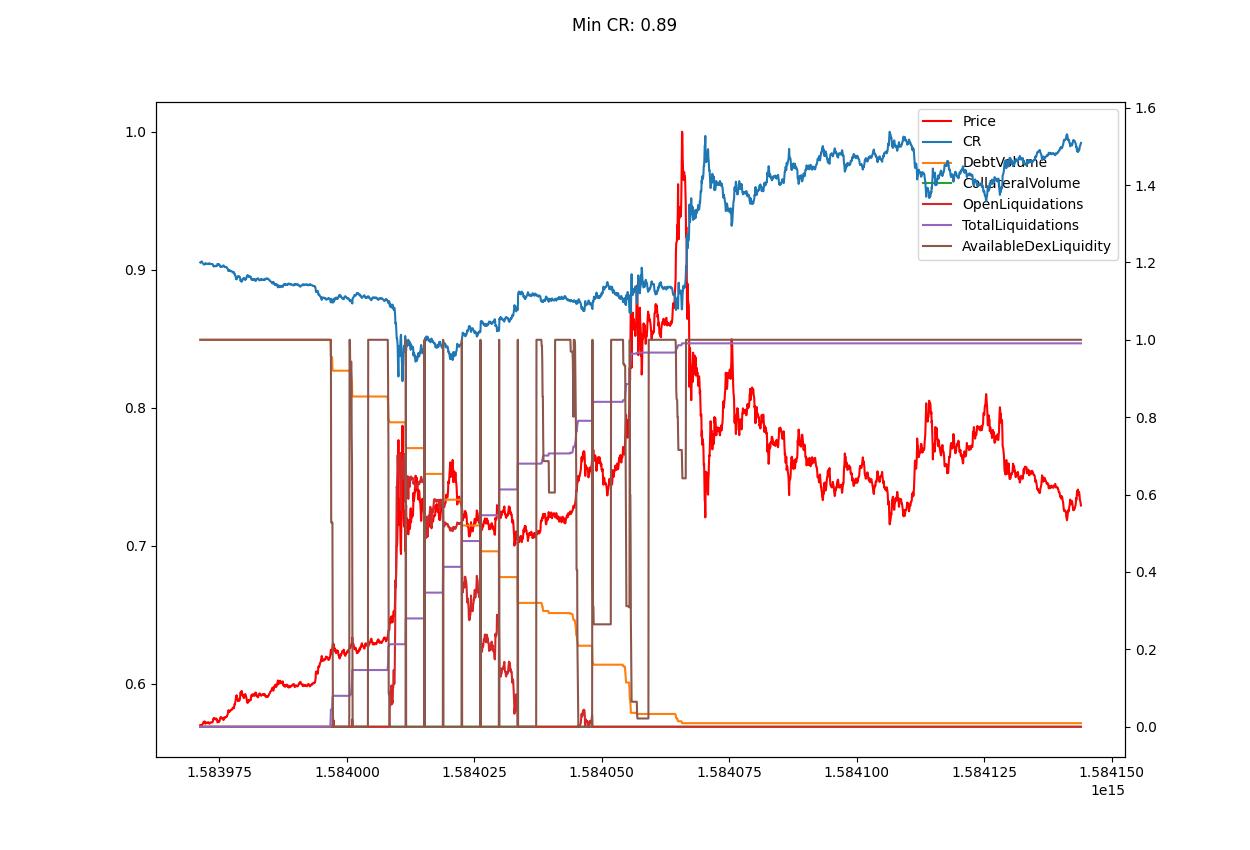 Min CR: 0.89
1.0
0.9
0.8
0.7
0.6
1.6
1.4
1.2
1.0
0.8
0.6
0.4
0.2
0.0
Price
CR
DebtVolume
CollateralVolume
OpenLiquidations
TotalLiquidations
AvailableDexLiquidity
1.583975 1.584000 1.584025 1.584050 1.584075 1.584100 1.584125 1.584150
1e15